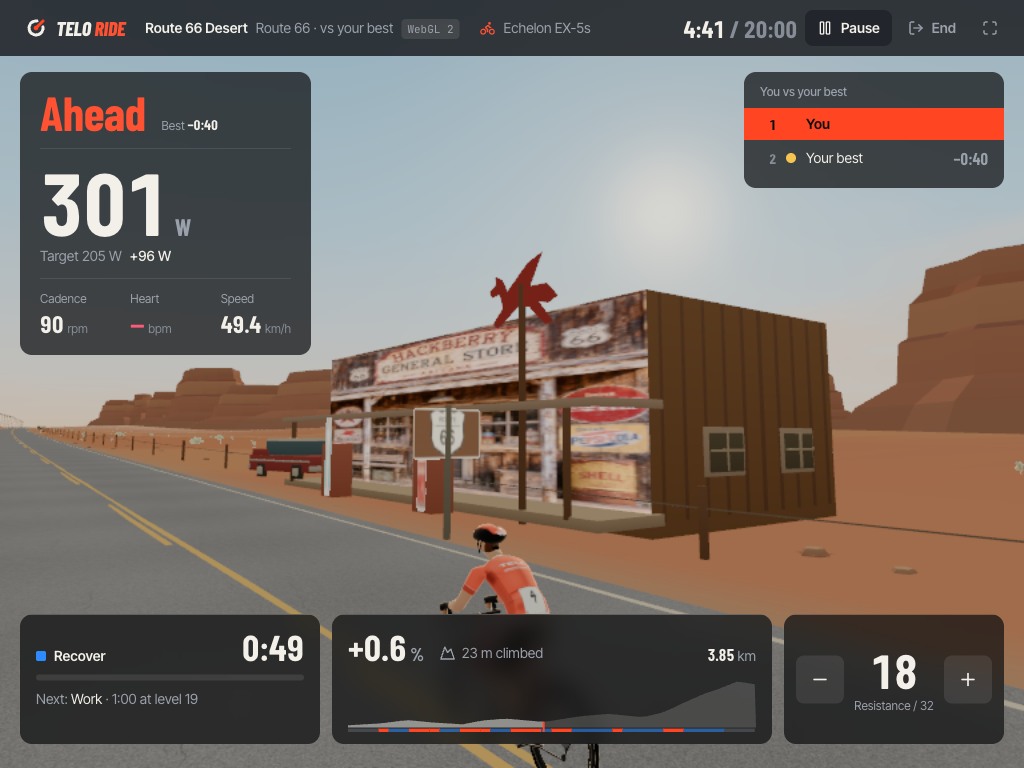 TELO RIDE Route 66 Desert Route 66 · vs your best WebGL 2 Echelon EX-5s 4:41 / 20:00 Pause End
Ahead Best –0:40
301 W
Target 205 W +96 W
Cadence Heart Speed
90 rpm – bpm 49.4 km/h
You vs your best
1 You
2 Your best –0:40
HACKBERRY
GENERAL STORE
66
SHELL
4
Recover 0:49
Next: Work · 1:00 at level 19
+0.6 % 23 m climbed 3.85 km
– 18 +
Resistance / 32